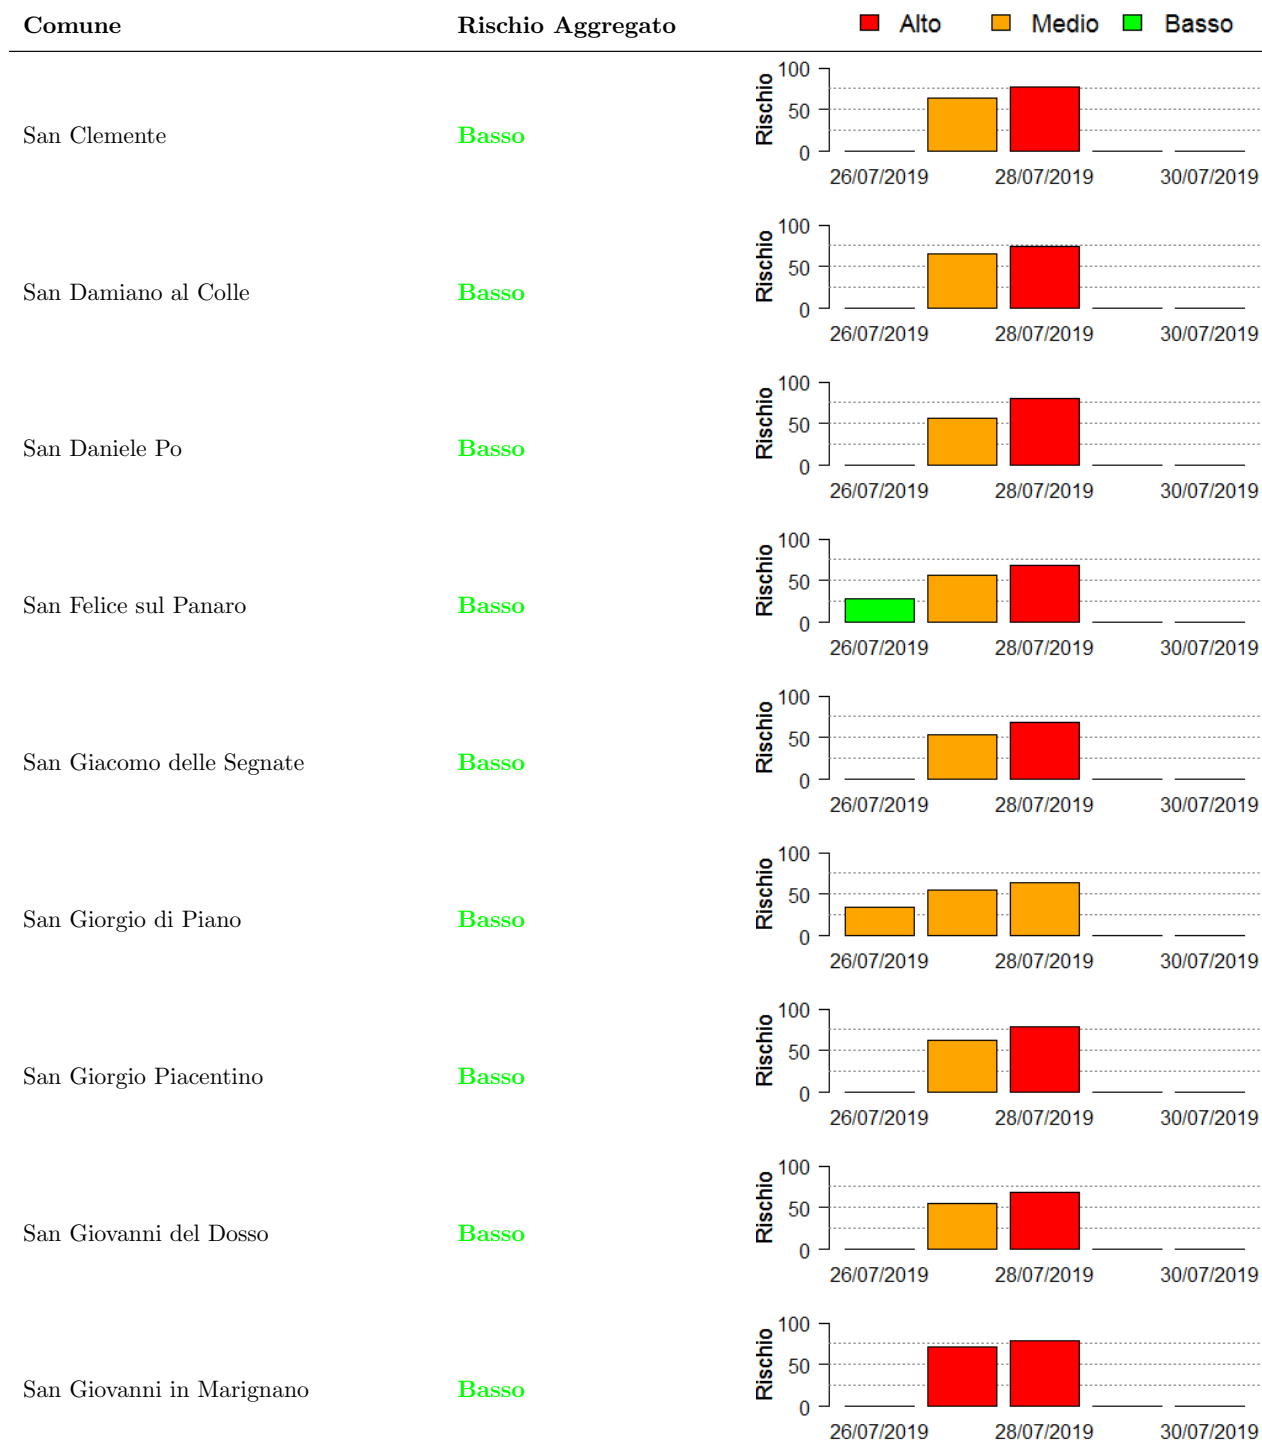 Comune Rischio Aggregato Alto Medio Basso
San Clemente Basso
Rischio
100
50
0
26/07/2019 28/07/2019 30/07/2019
San Damiano al Colle Basso
Rischio
100
50
0
26/07/2019 28/07/2019 30/07/2019
San Daniele Po Basso
Rischio
100
50
0
26/07/2019 28/07/2019 30/07/2019
San Felice sul Panaro Basso
Rischio
100
50
0
26/07/2019 28/07/2019 30/07/2019
San Giacomo delle Segnate Basso
Rischio
100
50
0
26/07/2019 28/07/2019 30/07/2019
San Giorgio di Piano Basso
Rischio
100
50
0
26/07/2019 28/07/2019 30/07/2019
San Giorgio Piacentino Basso
Rischio
100
50
0
26/07/2019 28/07/2019 30/07/2019
San Giovanni del Dosso Basso
Rischio
100
50
0
26/07/2019 28/07/2019 30/07/2019
San Giovanni in Marignano Basso
Rischio
100
50
0
26/07/2019 28/07/2019 30/07/2019